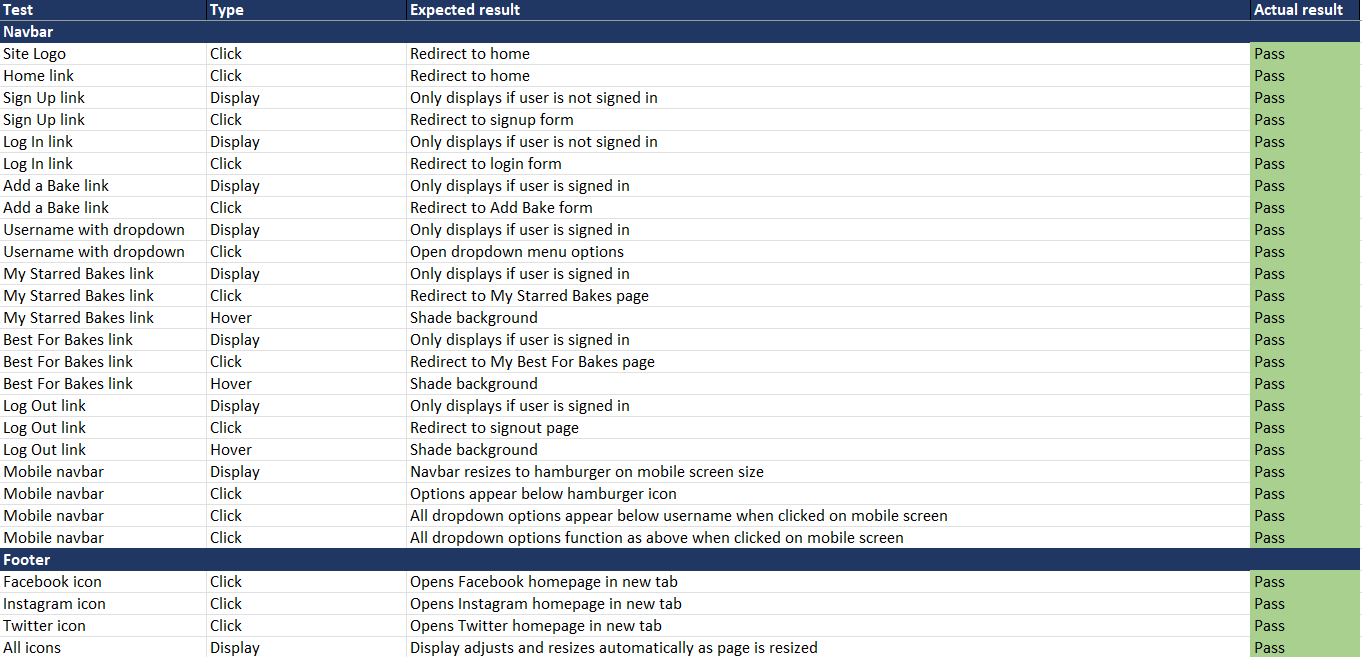 Test Type Expected result Actual result
Navbar
Site Logo Click Redirect to home Pass
Home link Click Redirect to home Pass
Sign Up link Display Only displays if user is not signed in Pass
Sign Up link Click Redirect to signup form Pass
Log In link Display Only displays if user is not signed in Pass
Log In link Click Redirect to login form Pass
Add a Bake link Display Only displays if user is signed in Pass
Add a Bake link Click Redirect to Add Bake form Pass
Username with dropdown Display Only displays if user is signed in Pass
Username with dropdown Click Open dropdown menu options Pass
My Starred Bakes link Display Only displays if user is signed in Pass
My Starred Bakes link Click Redirect to My Starred Bakes page Pass
My Starred Bakes link Hover Shade background Pass
Best For Bakes link Display Only displays if user is signed in Pass
Best For Bakes link Click Redirect to My Best For Bakes page Pass
Best For Bakes link Hover Shade background Pass
Log Out link Display Only displays if user is signed in Pass
Log Out link Click Redirect to signout page Pass
Log Out link Hover Shade background Pass
Mobile navbar Display Navbar resizes to hamburger on mobile screen size Pass
Mobile navbar Click Options appear below hamburger icon Pass
Mobile navbar Click All dropdown options appear below username when clicked on mobile screen Pass
Mobile navbar Click All dropdown options function as above when clicked on mobile screen Pass
Footer
Facebook icon Click Opens Facebook homepage in new tab Pass
Instagram icon Click Opens Instagram homepage in new tab Pass
Twitter icon Click Opens Twitter homepage in new tab Pass
All icons Display Display adjusts and resizes automatically as page is resized Pass